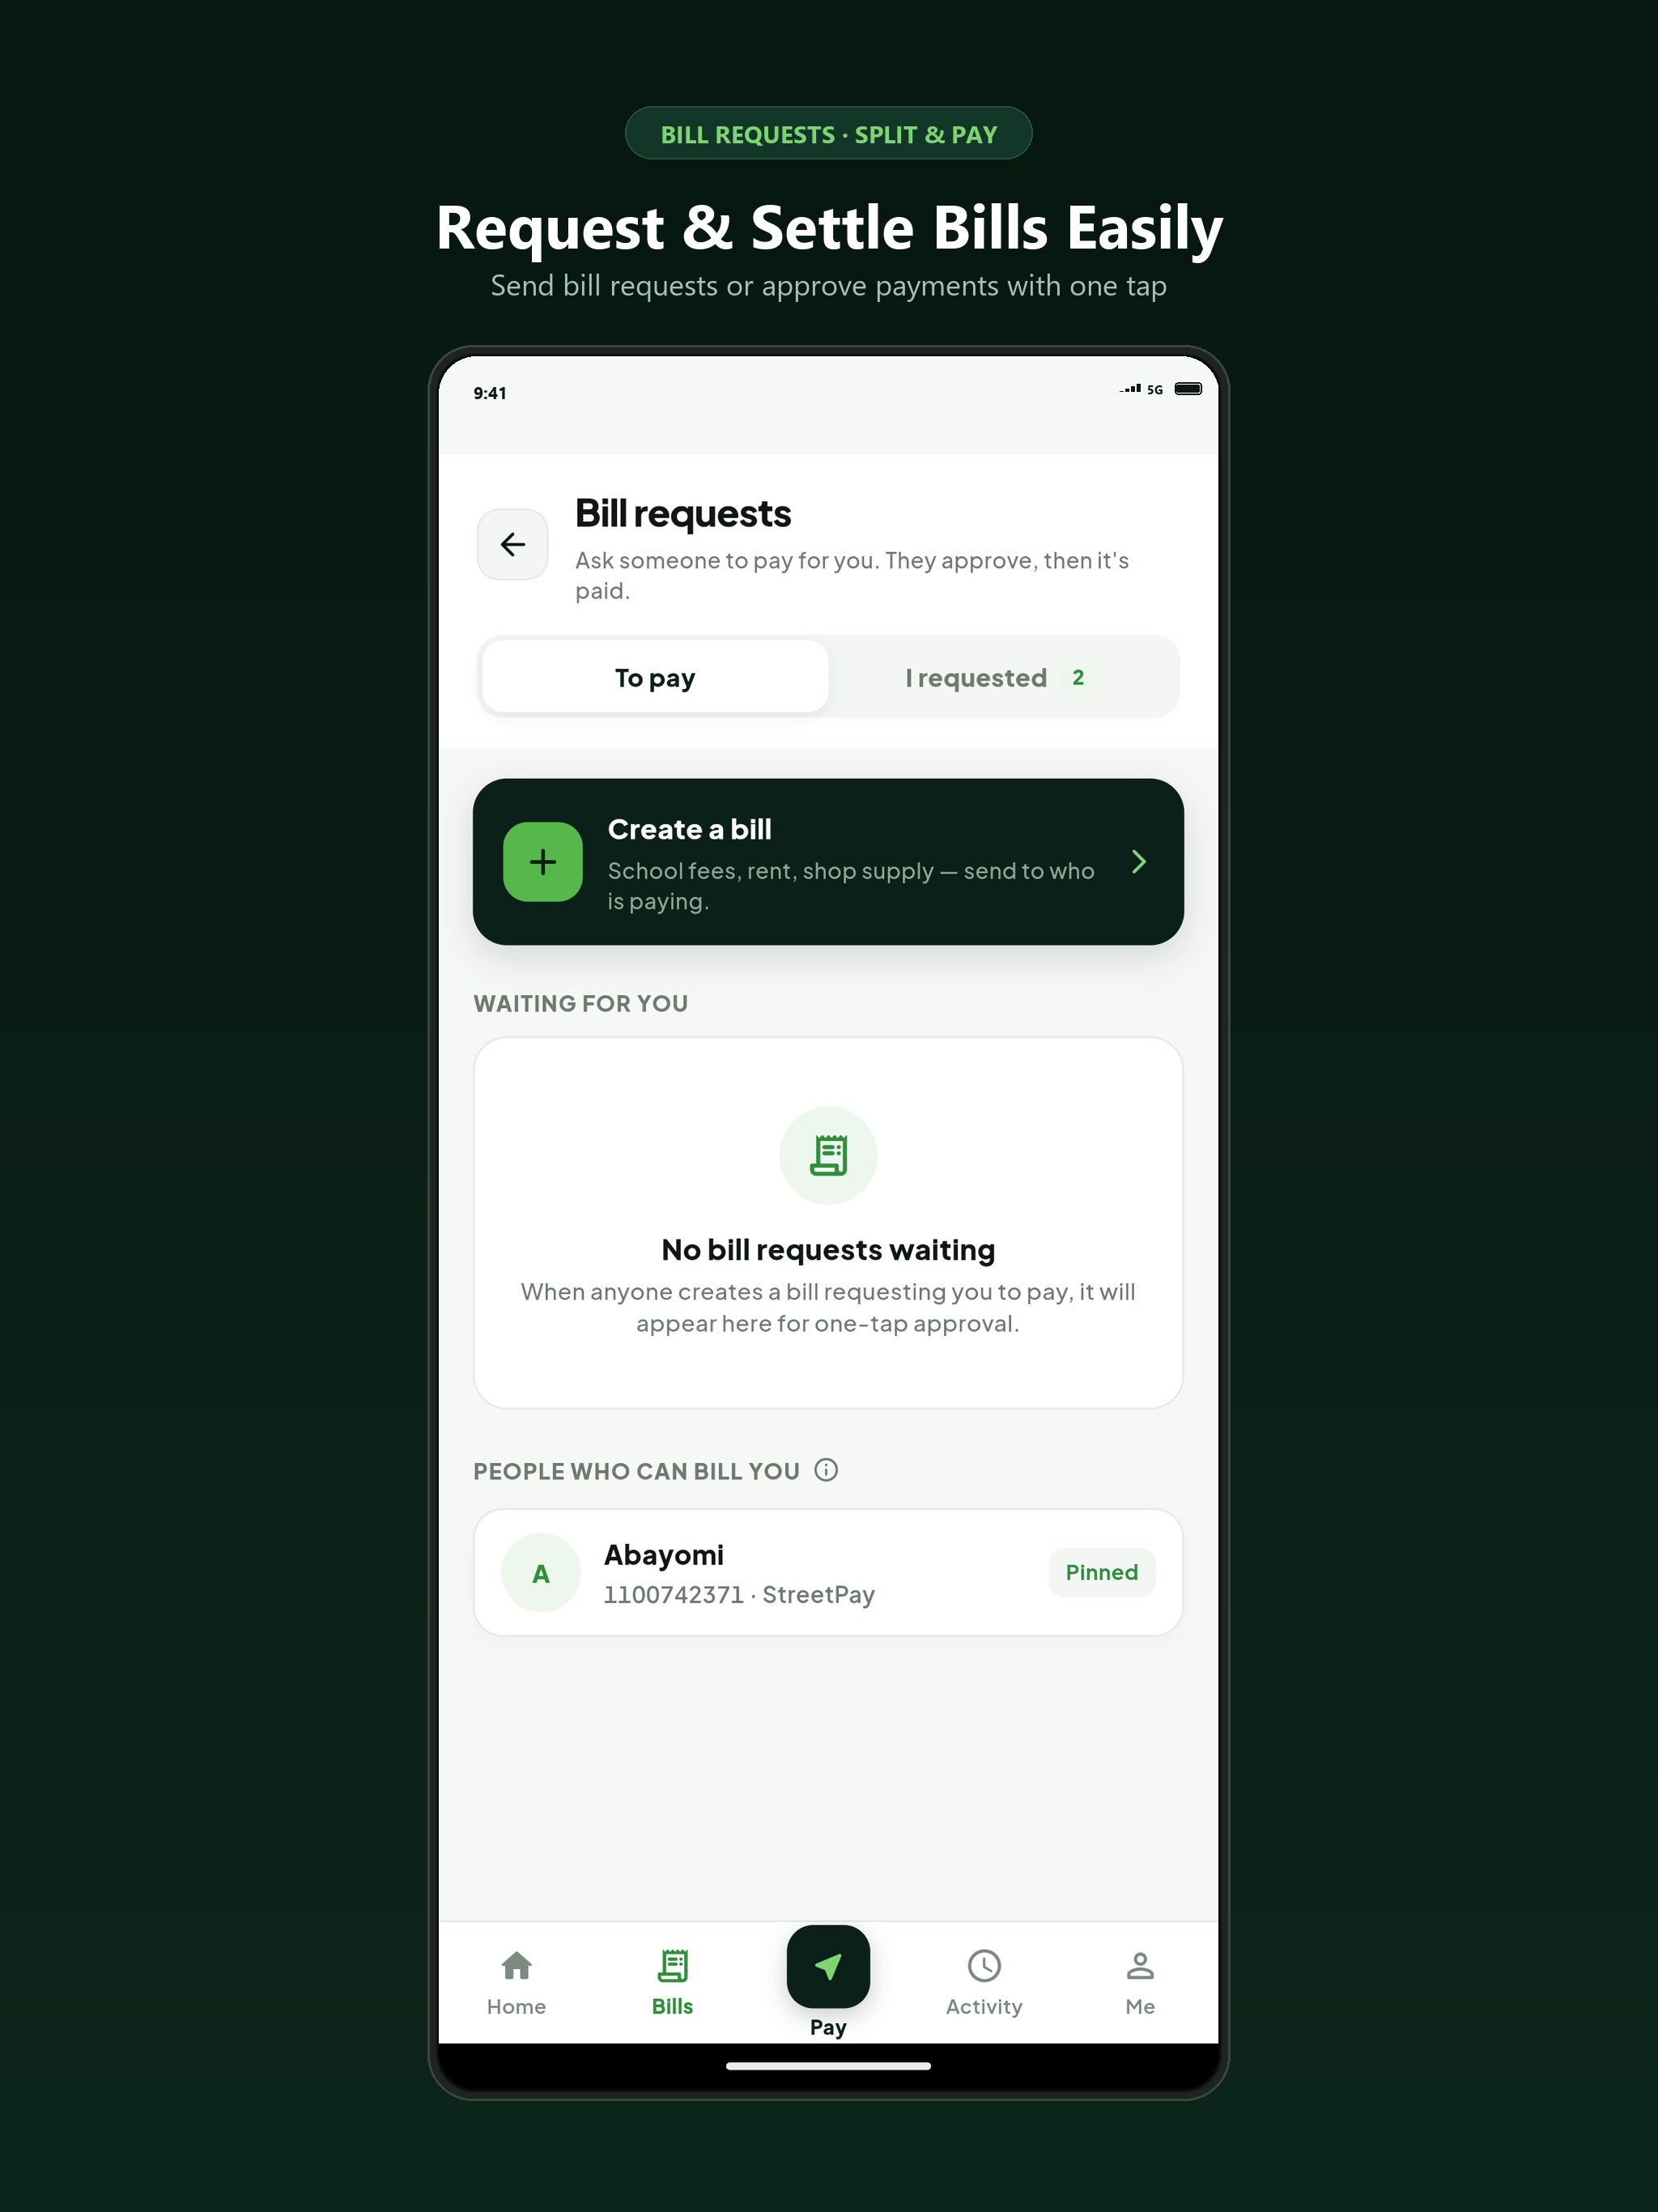 BILL REQUESTS · SPLIT & PAY
Request & Settle Bills Easily
Send bill requests or approve payments with one tap
9:41
5G
Bill requests
Ask someone to pay for you. They approve, then it's
paid.
To pay
I requested 2
Create a bill
School fees, rent, shop supply — send to who
is paying.
WAITING FOR YOU
No bill requests waiting
When anyone creates a bill requesting you to pay, it will
appear here for one-tap approval.
PEOPLE WHO CAN BILL YOU
A
Abayomi
1100742371 · StreetPay
Pinned
Home
Bills
Pay
Activity
Me